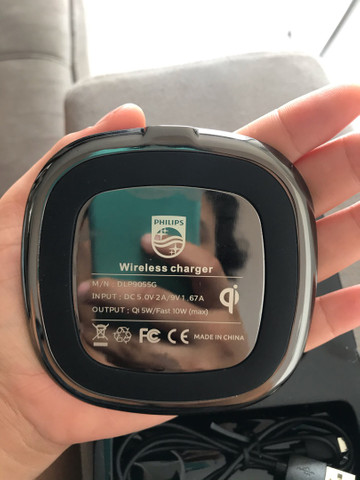 PHILIPS
Wireless charger
M/N : DLP9055G
INPUT : DC 5.0V⎓2A/9V⎓1.67A
OUTPUT : QI 5W/Fast 10W (max)
qi
FC CE MADE IN CHINA